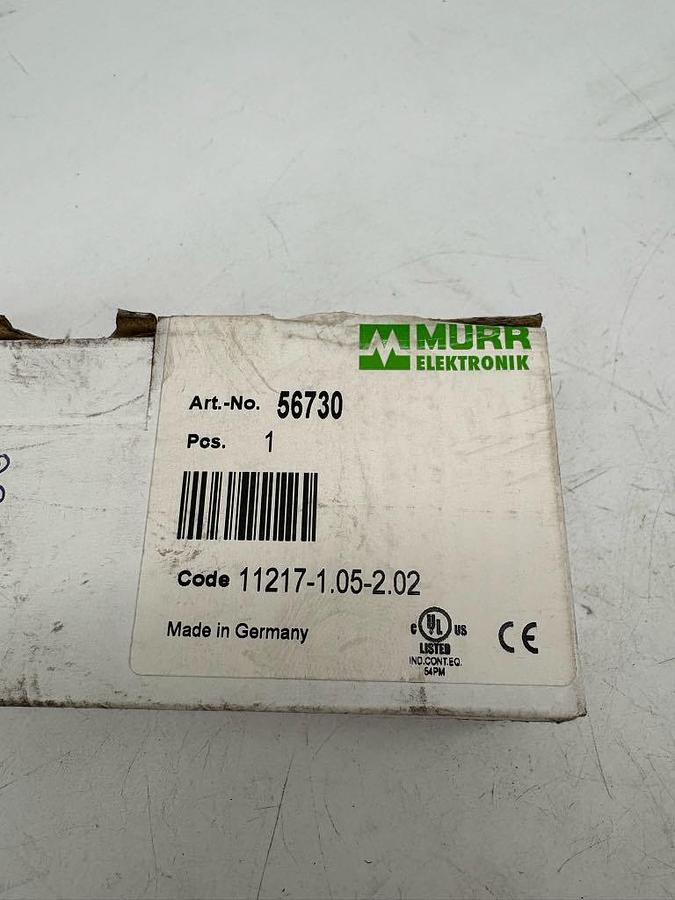 MURR
ELEKTRONIK
Art.-No. 56730
Pcs. 1
Code 11217-1.05-2.02
Made in Germany
c UL US
LISTED
IND.CONT.EQ.
54PM
CE